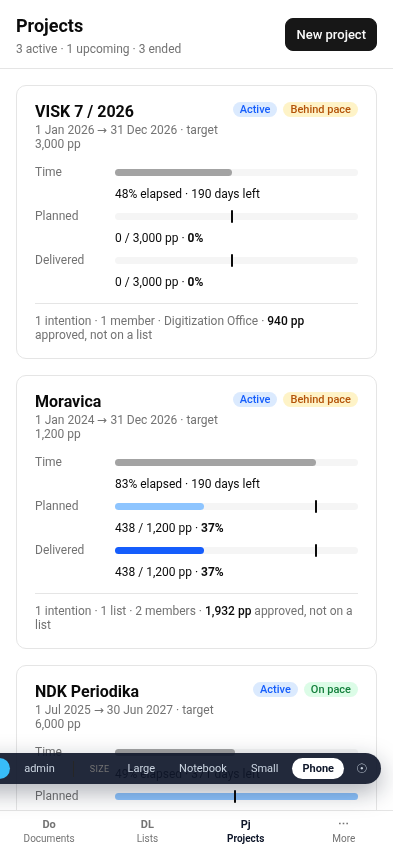 Projects
3 active · 1 upcoming · 3 ended
New project
VISK 7 / 2026
Active
Behind pace
1 Jan 2026 → 31 Dec 2026 · target
3,000 pp
Time
48% elapsed · 190 days left
Planned
0 / 3,000 pp · 0%
Delivered
0 / 3,000 pp · 0%
1 intention · 1 member · Digitization Office · 940 pp
approved, not on a list
Moravica
Active
Behind pace
1 Jan 2024 → 31 Dec 2026 · target
1,200 pp
Time
83% elapsed · 190 days left
Planned
438 / 1,200 pp · 37%
Delivered
438 / 1,200 pp · 37%
1 intention · 1 list · 2 members · 1,932 pp approved, not on a
list
NDK Periodika
Active
On pace
1 Jul 2025 → 30 Jun 2027 · target
6,000 pp
Time
admin
SIZE
Large
Notebook
Small
Phone
Planned
Do
Documents
DL
Lists
Pj
Projects
···
More